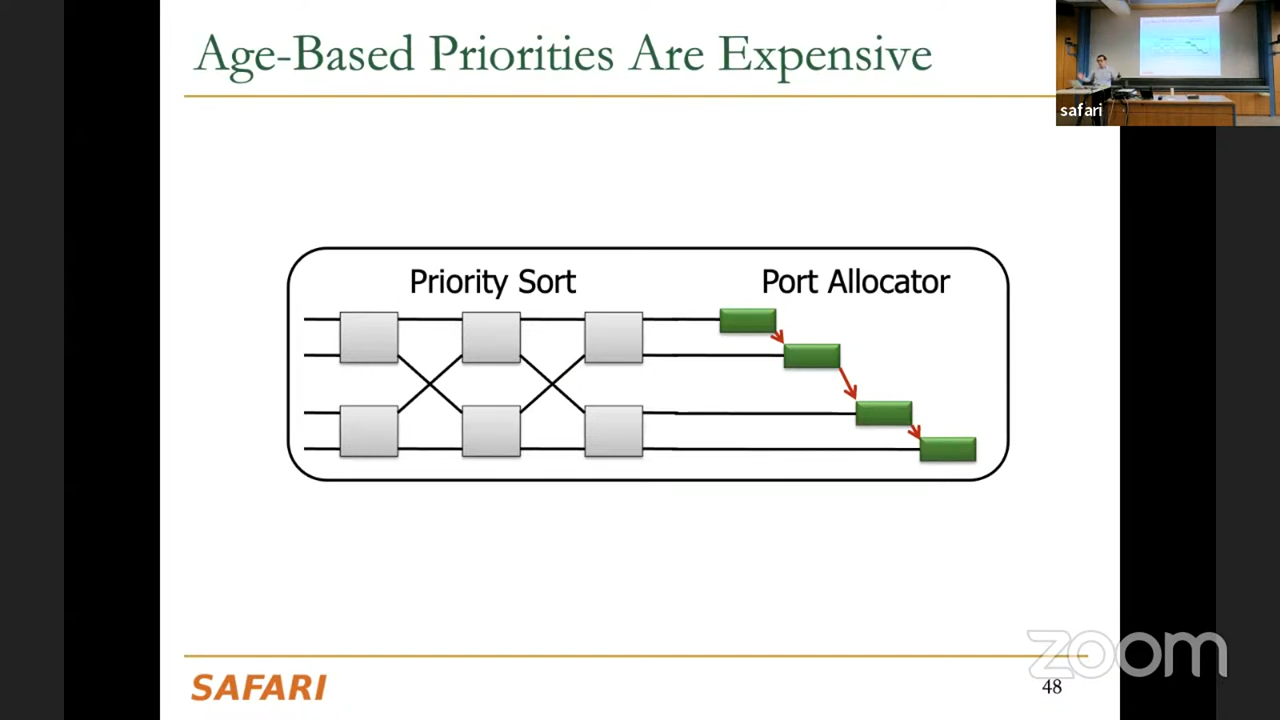 Age-Based Priorities Are Expensive
safari
Priority Sort
Port Allocator
SAFARI
zoom
48